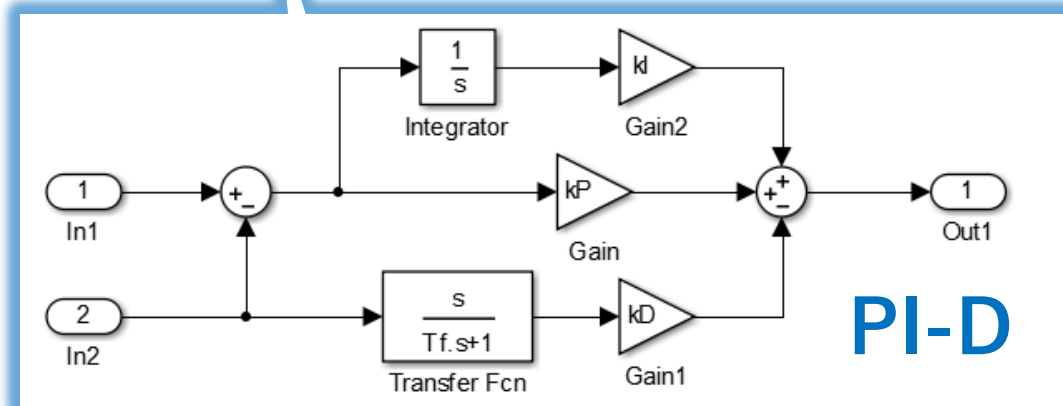 1
s
Integrator
kI
Gain2
1
In1
+
−
kP
Gain
+
+
−
1
Out1
2
In2
s
Tf.s+1
Transfer Fcn
kD
Gain1
PI-D